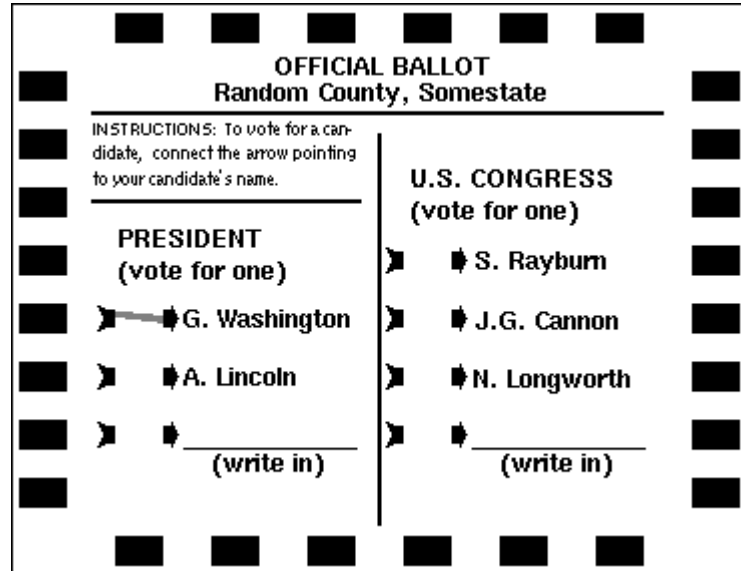 OFFICIAL BALLOT
Random County, Somestate
INSTRUCTIONS: To vote for a can-
didate, connect the arrow pointing
to your candidate's name.
PRESIDENT
(vote for one)
G. Washington
A. Lincoln
(write in)
U.S. CONGRESS
(vote for one)
S. Rayburn
J.G. Cannon
N. Longworth
(write in)